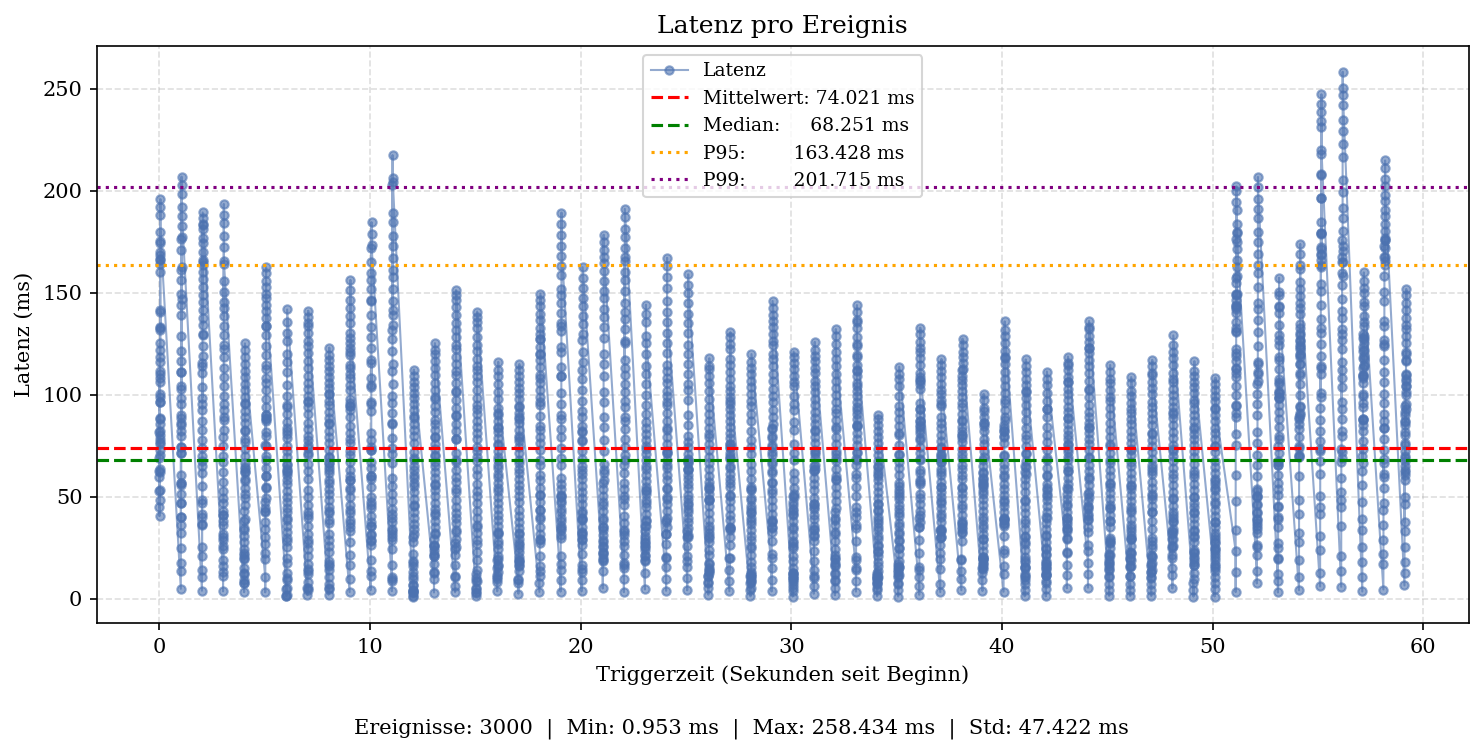 Latenz pro Ereignis
Latenz
Mittelwert: 74.021 ms
Median: 68.251 ms
P95: 163.428 ms
P99: 201.715 ms
Latenz (ms)
250
200
150
100
50
0
0 10 20 30 40 50 60
Triggerzeit (Sekunden seit Beginn)
Ereignisse: 3000 | Min: 0.953 ms | Max: 258.434 ms | Std: 47.422 ms